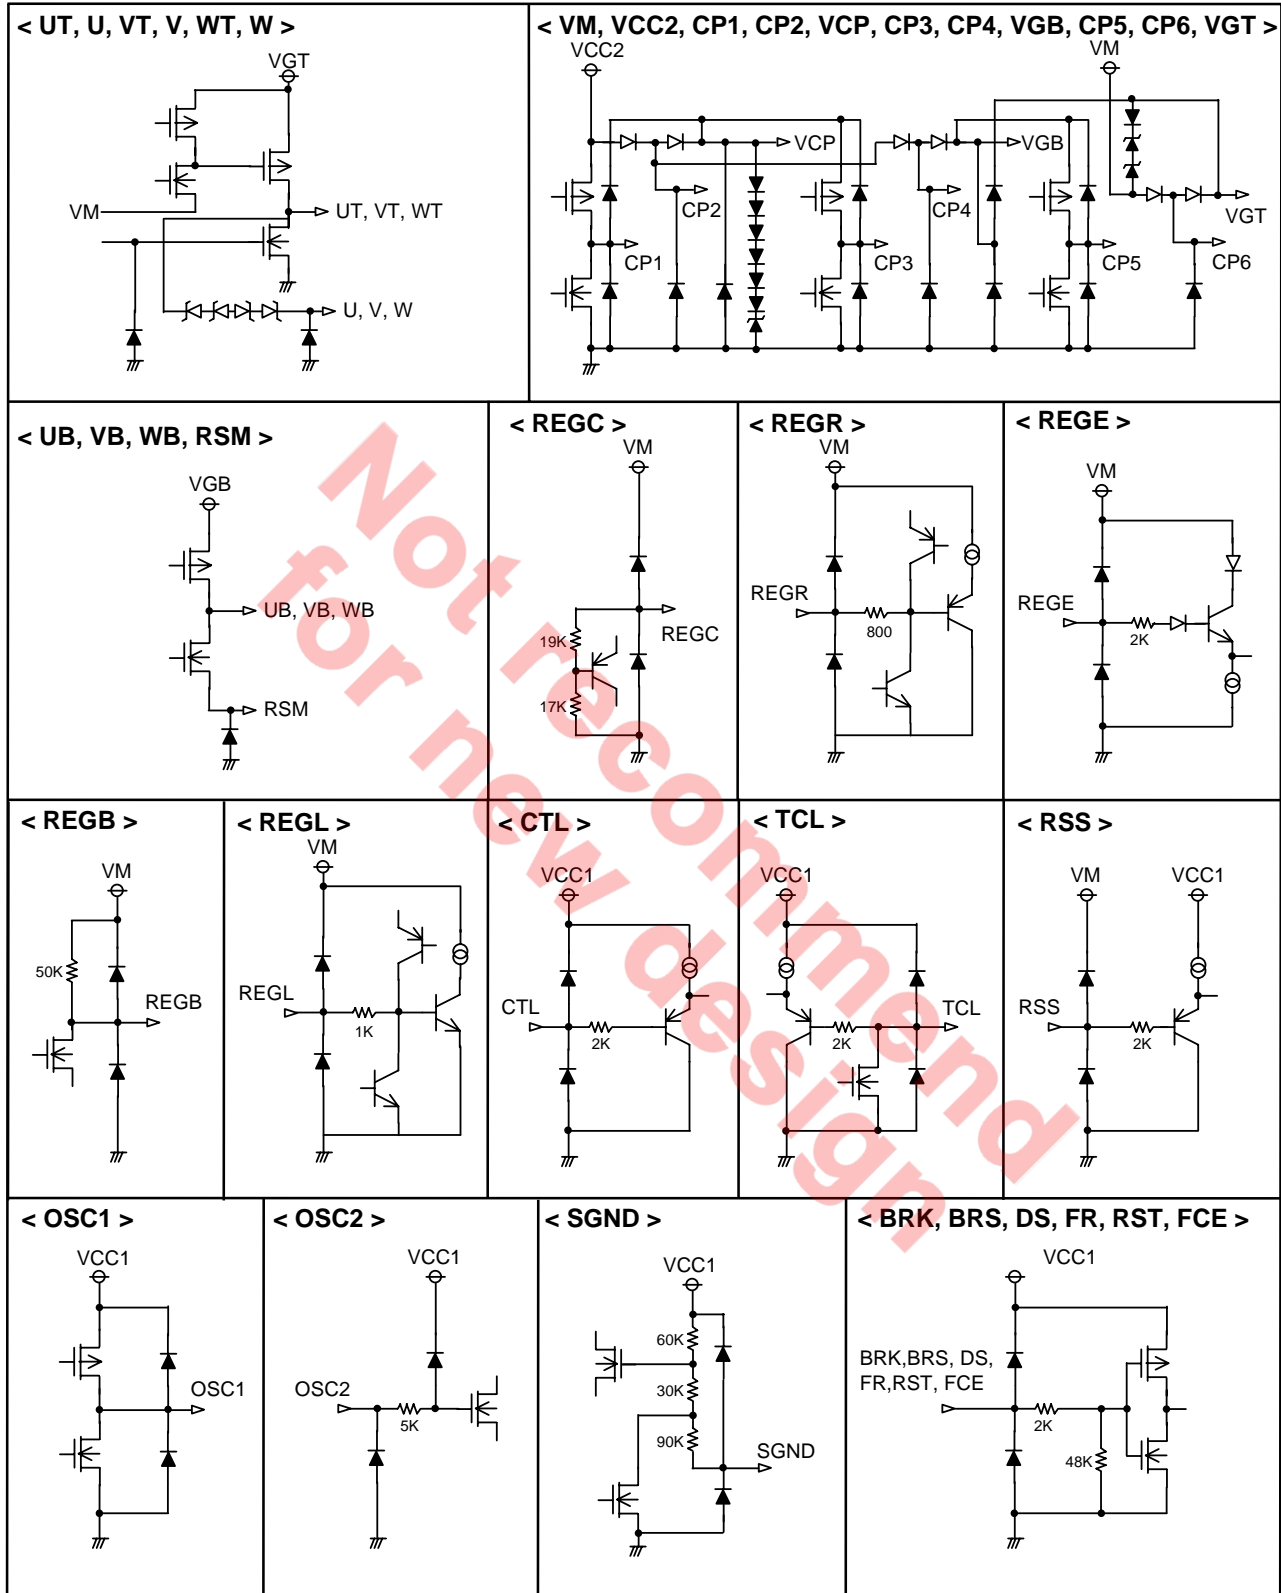 < UT, U, VT, V, WT, W >
VGT
VM
UT, VT, WT
U, V, W
< VM, VCC2, CP1, CP2, VCP, CP3, CP4, VGB, CP5, CP6, VGT >
VCC2
VM
VCP
VGB
CP2
CP4
VGT
CP1
CP3
CP5
CP6
< UB, VB, WB, RSM >
VGB
UB, VB, WB
RSM
< REGC >
VM
REGC
19K
17K
< REGR >
VM
REGR
800
< REGE >
VM
REGE
2K
< REGB >
VM
50K
REGB
< REGL >
VM
REGL
1K
< CTL >
VCC1
CTL
2K
< TCL >
VCC1
TCL
2K
< RSS >
VM
VCC1
RSS
2K
< OSC1 >
VCC1
OSC1
< OSC2 >
VCC1
OSC2
5K
< SGND >
VCC1
60K
30K
90K
SGND
< BRK, BRS, DS, FR, RST, FCE >
VCC1
BRK,BRS, DS,
FR,RST, FCE
2K
48K
Not recommend
for new design